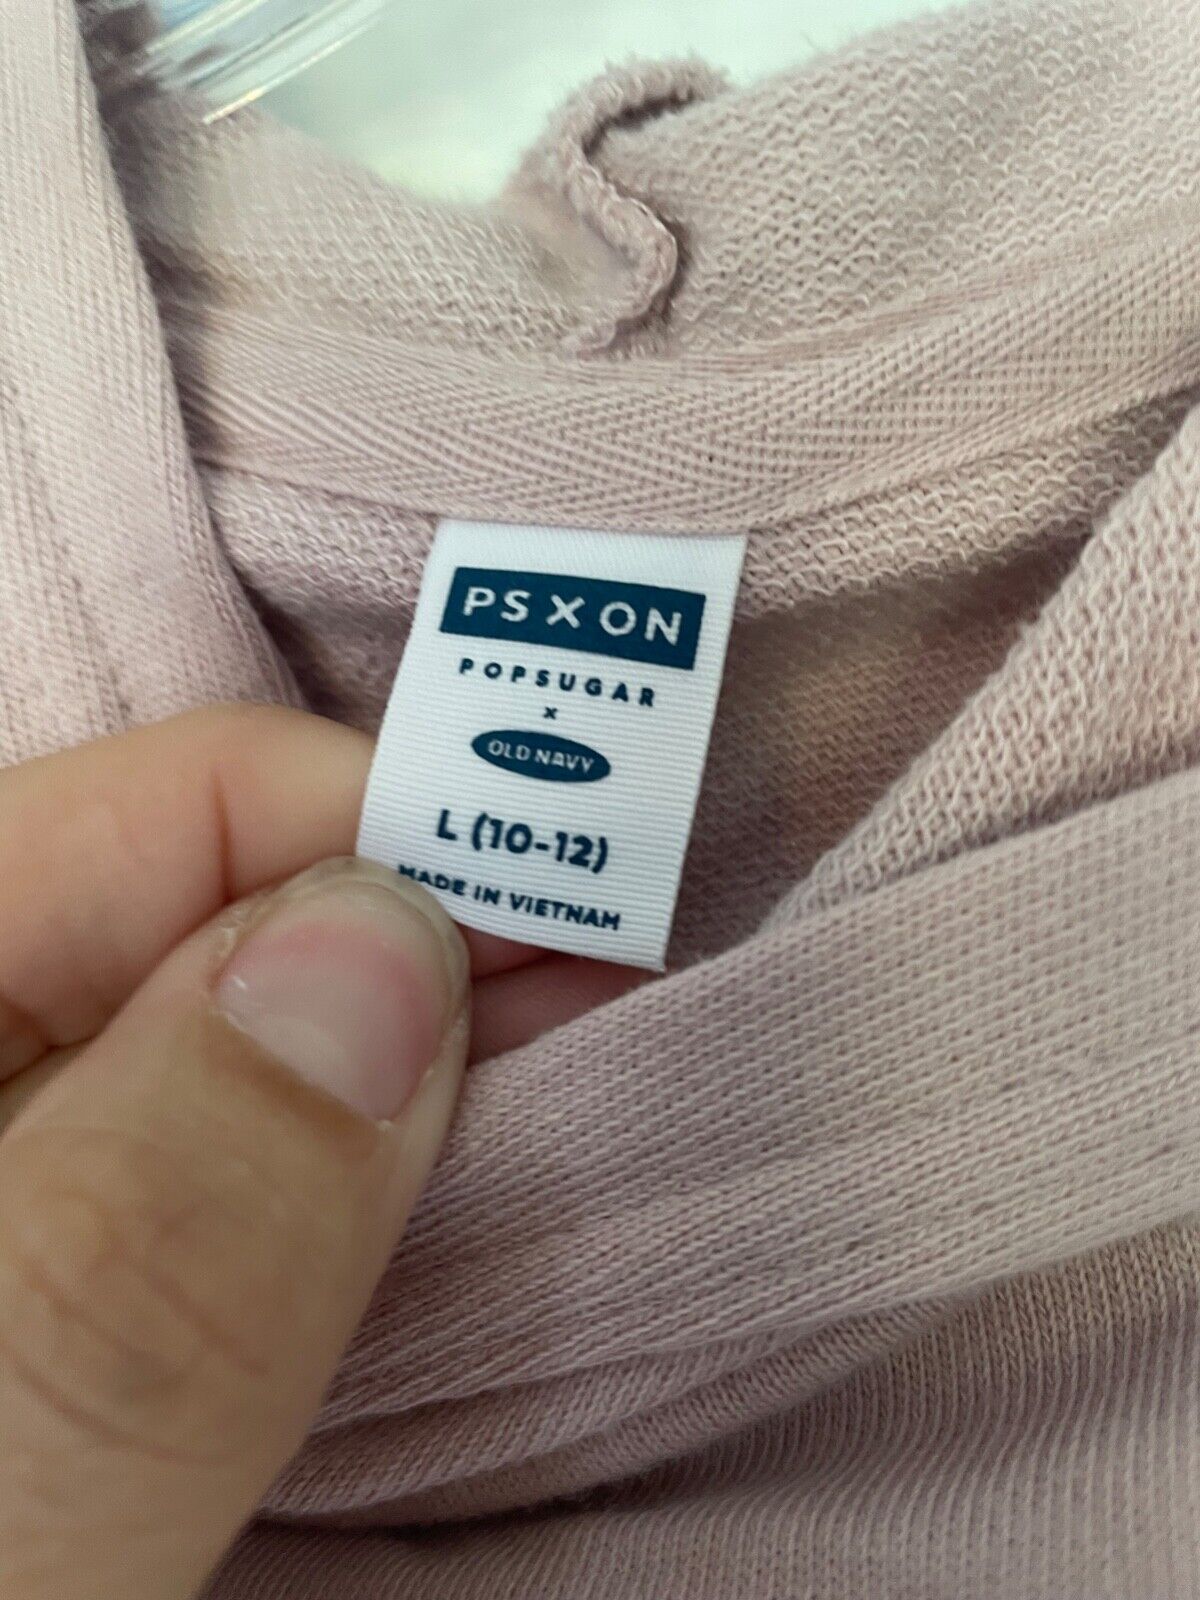 PS X ON
POPSUGAR
x
OLD NAVY
L (10-12)
MADE IN VIETNAM